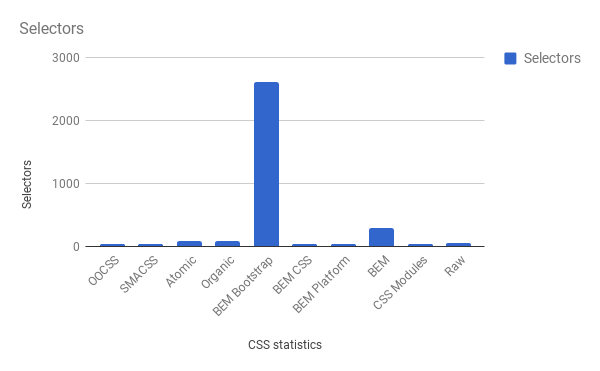 Selectors
3000
2000
1000
0
Selectors
Selectors
OOCSS
SMACSS
Atomic
Organic
BEM Bootstrap
BEM CSS
BEM Platform
BEM
CSS Modules
Raw
CSS statistics